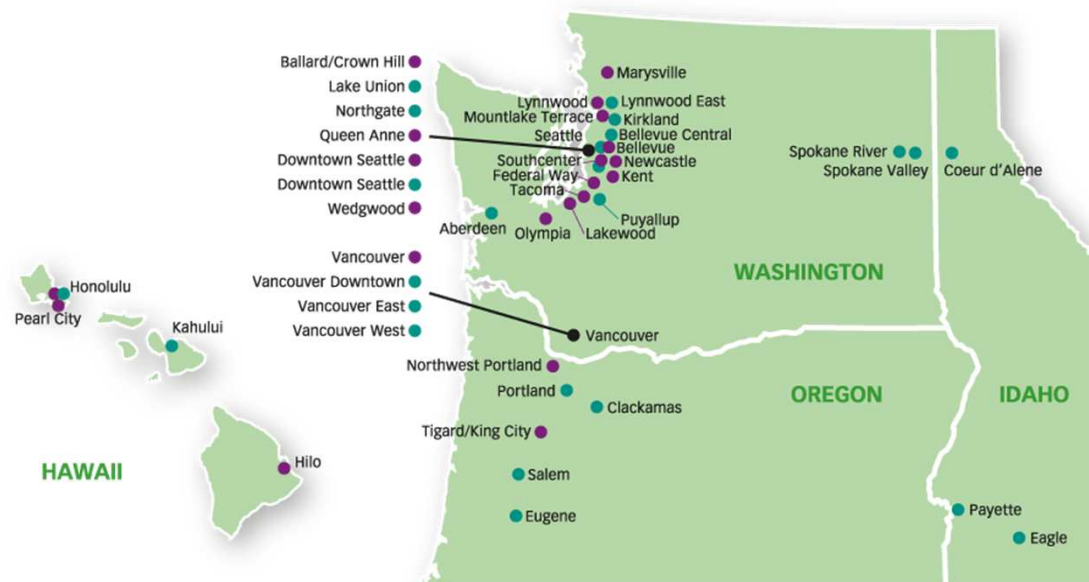 Ballard/Crown Hill
Lake Union
Northgate
Queen Anne
Downtown Seattle
Downtown Seattle
Wedgwood
Vancouver
Vancouver Downtown
Vancouver East
Vancouver West
Marysville
Lynnwood
Lynnwood East
Mountlake Terrace
Kirkland
Seattle
Bellevue Central
Bellevue
Southcenter
Newcastle
Federal Way
Kent
Tacoma
Puyallup
Aberdeen
Olympia
Lakewood
Spokane River
Spokane Valley
Coeur d’Alene
WASHINGTON
Honolulu
Pearl City
Kahului
Vancouver
Northwest Portland
Portland
Clackamas
OREGON
IDAHO
Tigard/King City
HAWAII
Hilo
Salem
Eugene
Payette
Eagle